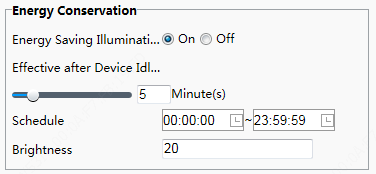 Energy Conservation
Energy Saving Illuminati... On Off
Effective after Device Idl...
5 Minute(s)
Schedule 00:00:00 ~ 23:59:59
Brightness 20